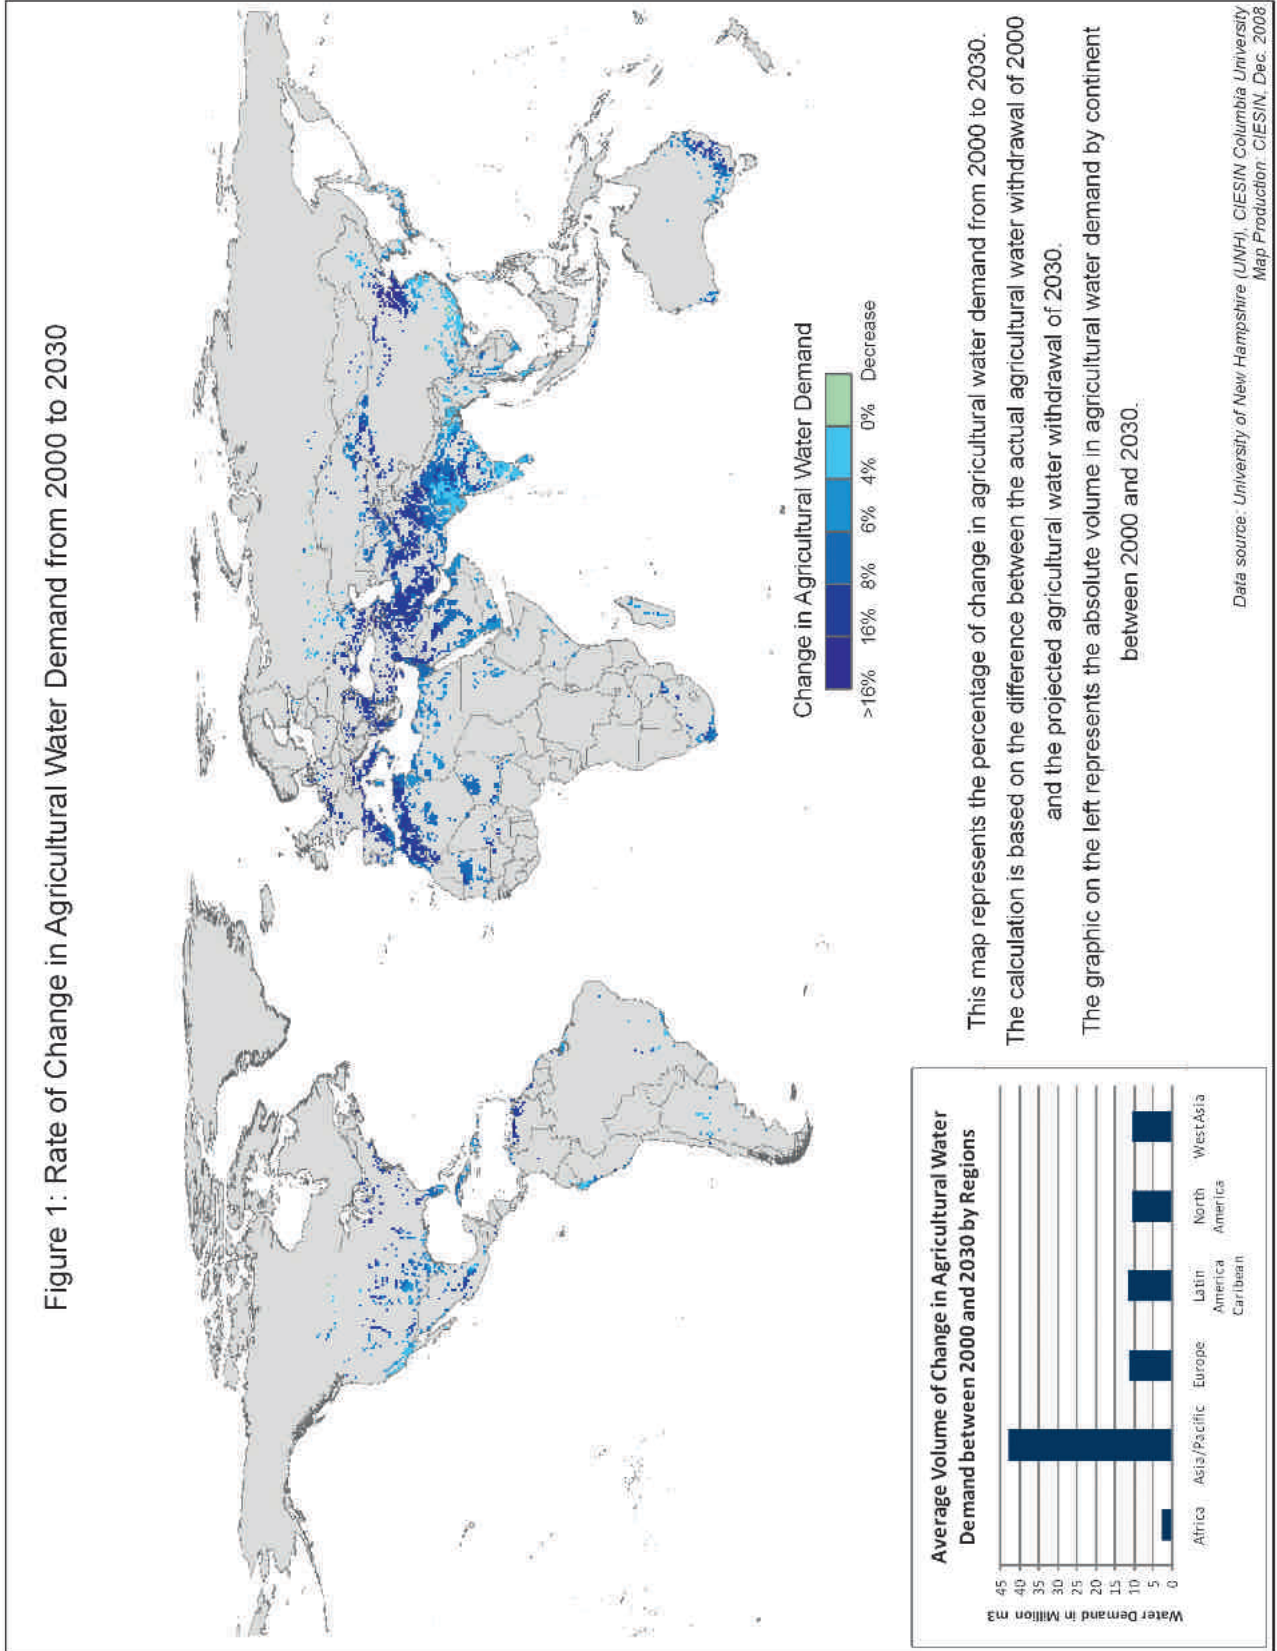 Figure 1: Rate of Change in Agricultural Water Demand from 2000 to 2030
Change in Agricultural Water Demand
>16% 16% 8% 6% 4% 0% Decrease
Average Volume of Change in Agricultural Water
Demand between 2000 and 2030 by Regions
Water Demand in Million m3
45
40
35
30
25
20
15
10
5
0
Africa Asia/Pacific Europe Latin America Caribean North America West Asia
This map represents the percentage of change in agricultural water demand from 2000 to 2030.
The calculation is based on the difference between the actual agricultural water withdrawal of 2000
and the projected agricultural water withdrawal of 2030.
The graphic on the left represents the absolute volume in agricultural water demand by continent
between 2000 and 2030.
Data source: University of New Hampshire (UNH), CIESIN Columbia University
Map Production: CIESIN, Dec. 2008